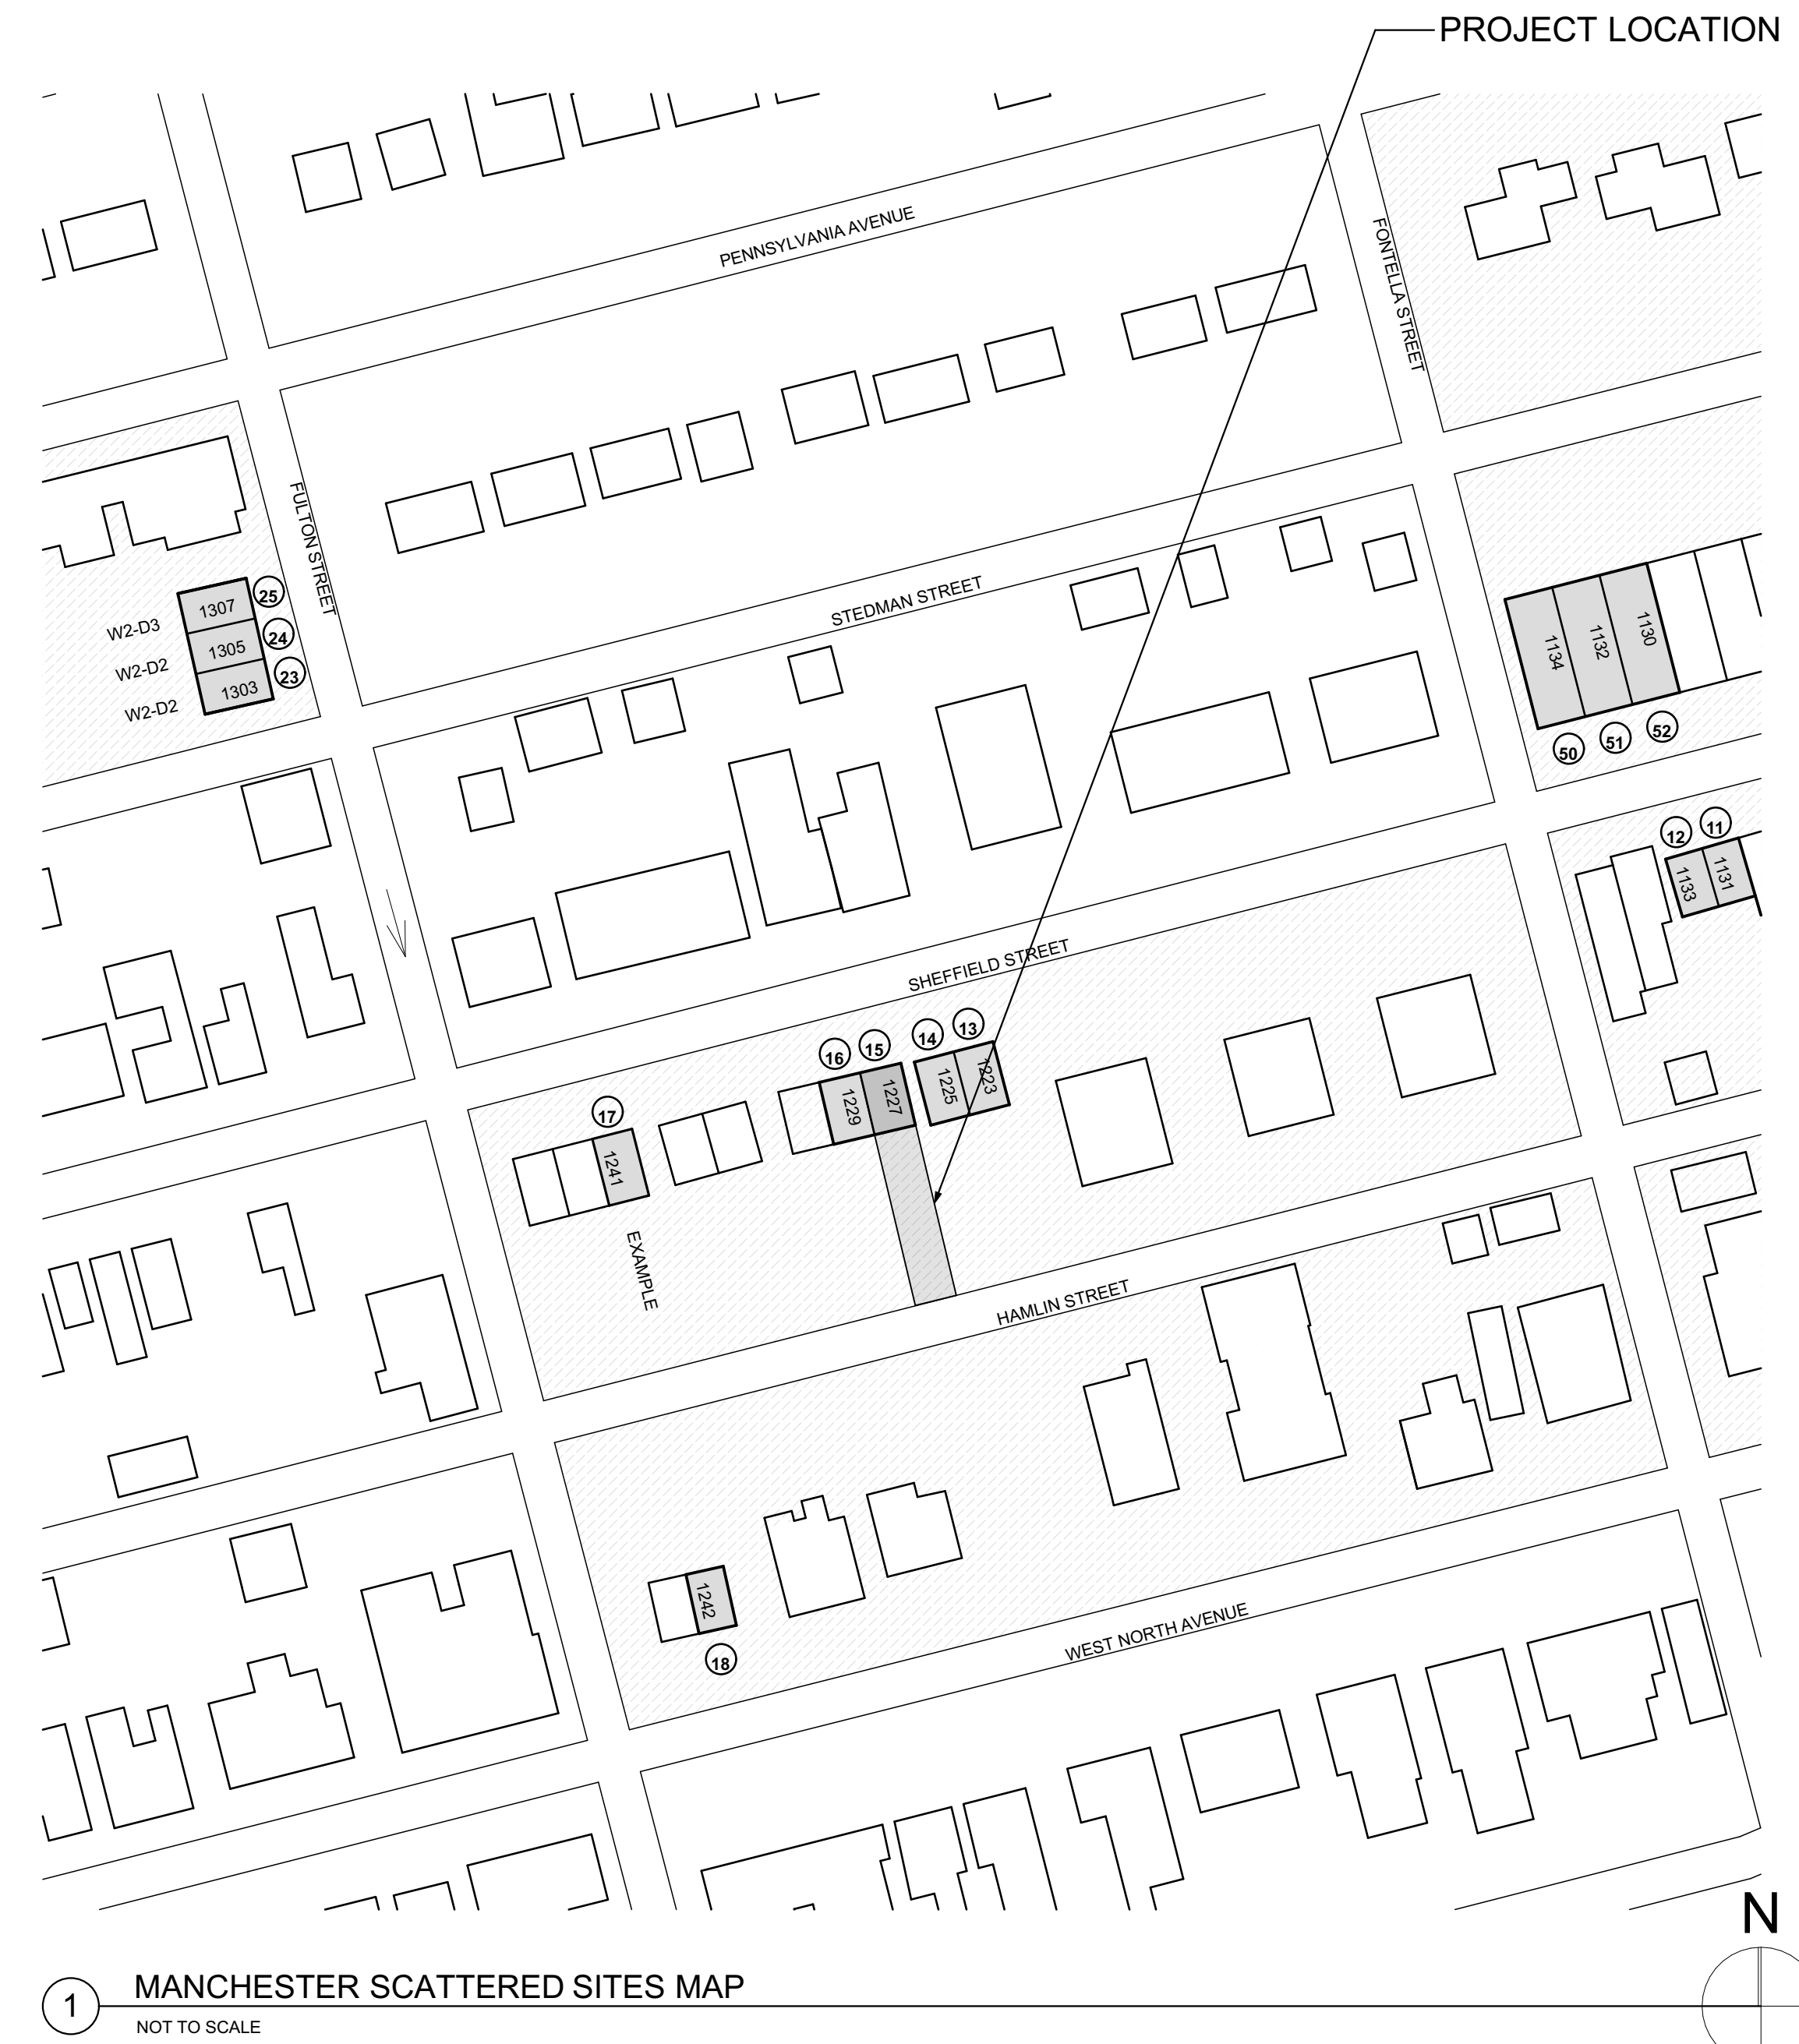 PROJECT LOCATION
PENNSYLVANIA AVENUE
FONTELLA STREET
FULTON STREET
STEDMAN STREET
W2-D3
1307
25
W2-D2
1305
24
W2-D2
1303
23
1134
1132
1130
50
51
52
12
11
1133
1131
SHEFFIELD STREET
16
15
14
13
1229
1227
1225
1223
17
1241
EXAMPLE
HAMLIN STREET
1242
18
WEST NORTH AVENUE
N
1
MANCHESTER SCATTERED SITES MAP
NOT TO SCALE